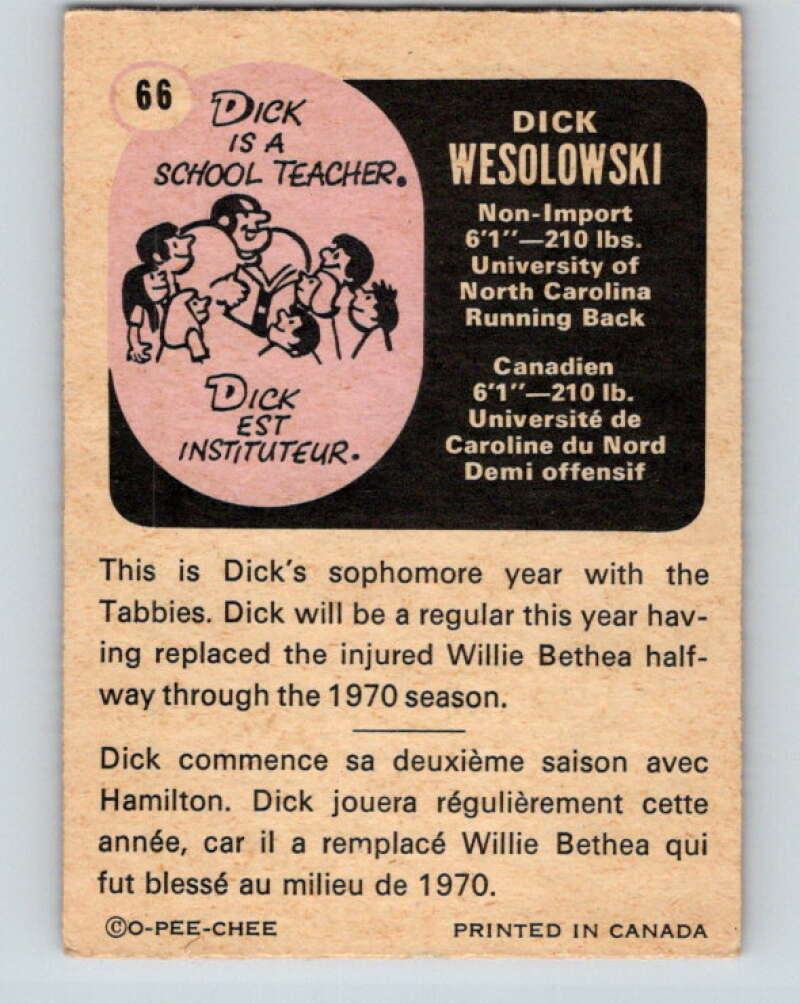 66
DICK
IS A
SCHOOL TEACHER.
DICK
EST
INSTITUTEUR.
DICK
WESOLOWSKI
Non-Import
6'1"—210 lbs.
University of
North Carolina
Running Back
Canadien
6'1"—210 lb.
Université de
Caroline du Nord
Demi offensif
This is Dick's sophomore year with the
Tabbies. Dick will be a regular this year hav-
ing replaced the injured Willie Bethea half-
way through the 1970 season.
Dick commence sa deuxième saison avec
Hamilton. Dick jouera régulièrement cette
année, car il a remplacé Willie Bethea qui
fut blessé au milieu de 1970.
©O-PEE-CHEE
PRINTED IN CANADA